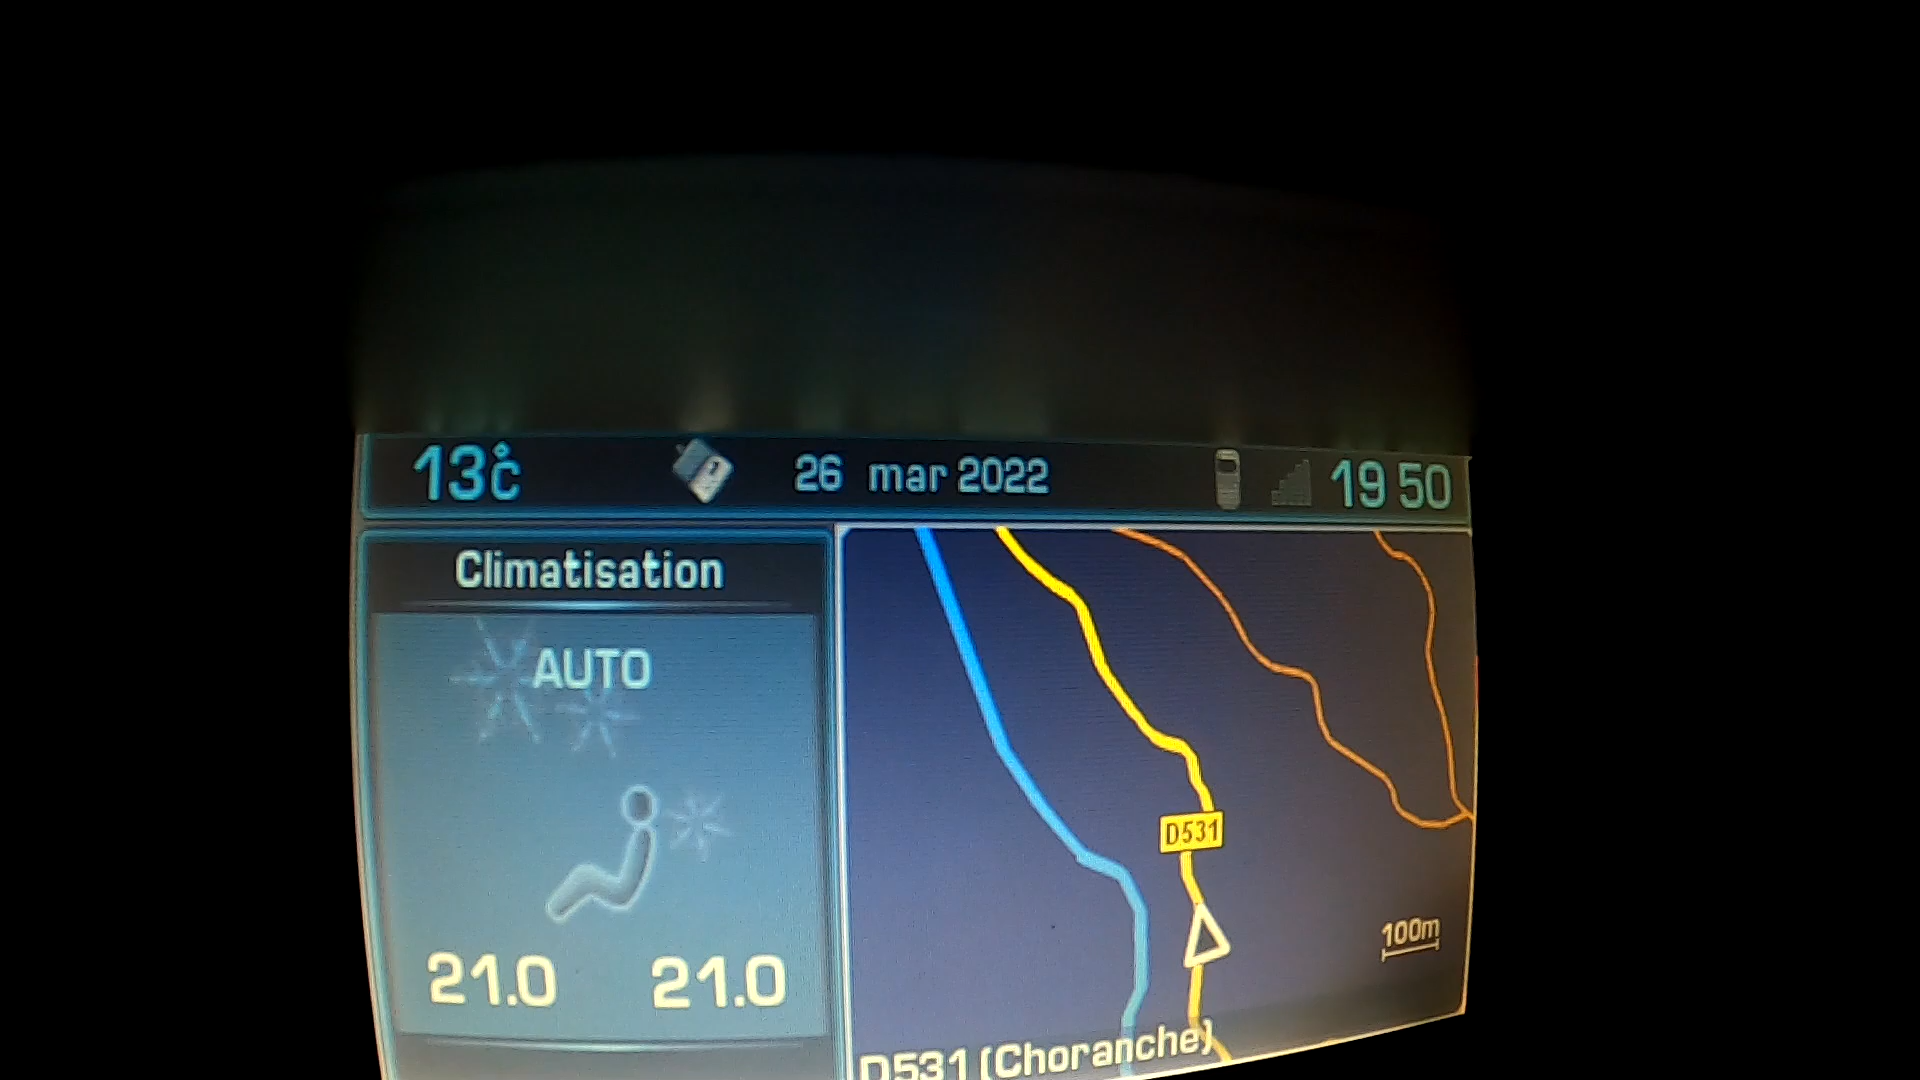 13°C 26 mar 2022 19 50
Climatisation
AUTO
21.0 21.0
D531
100m
D531 (Choranche)